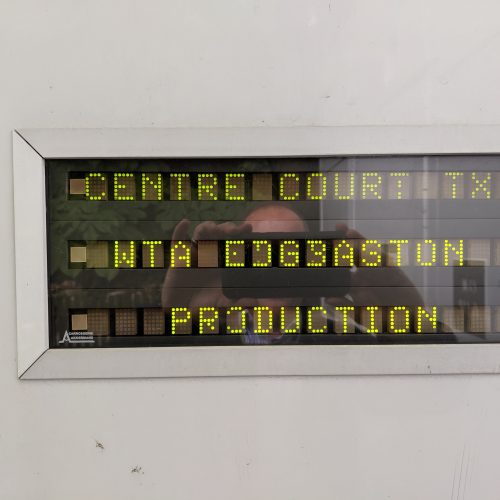 CENTRE COURT TX
WTA EDGBASTON
PRODUCTION